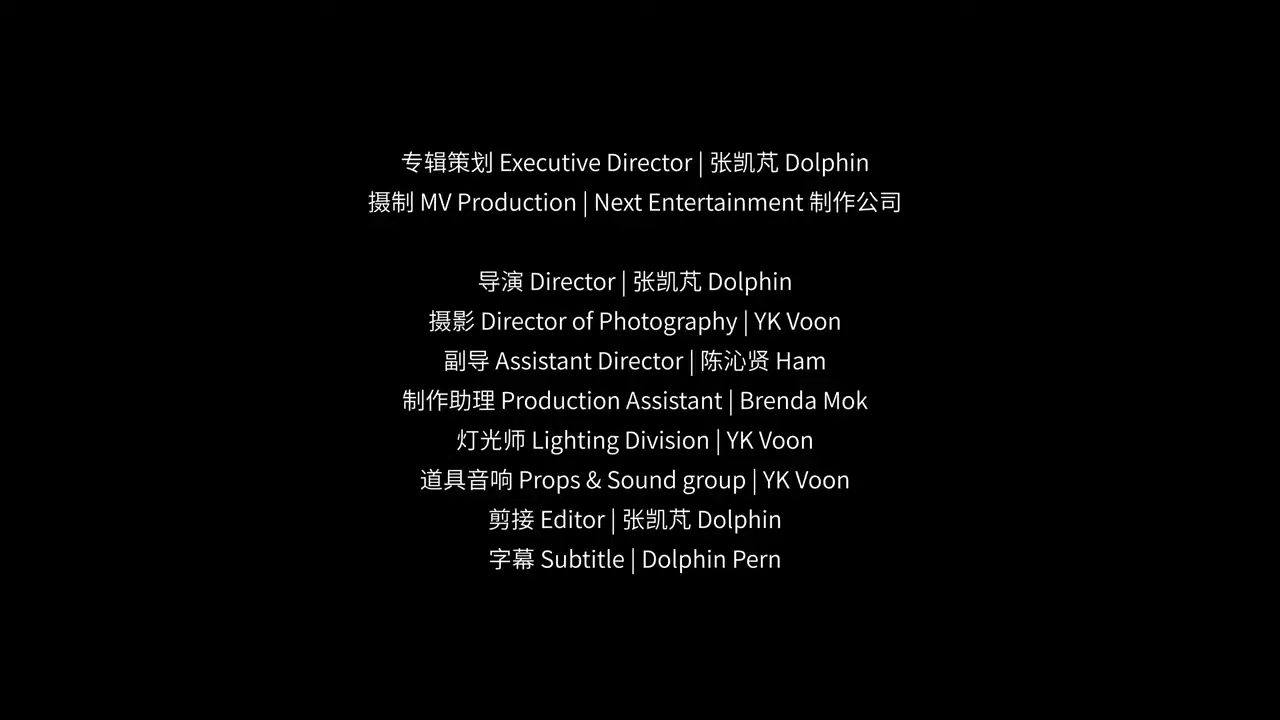 专辑策划 Executive Director | 张凯芃 Dolphin
摄制 MV Production | Next Entertainment 制作公司
导演 Director | 张凯芃 Dolphin
摄影 Director of Photography | YK Voon
副导 Assistant Director | 陈沁贤 Ham
制作助理 Production Assistant | Brenda Mok
灯光师 Lighting Division | YK Voon
道具音响 Props & Sound group | YK Voon
剪接 Editor | 张凯芃 Dolphin
字幕 Subtitle | Dolphin Pern